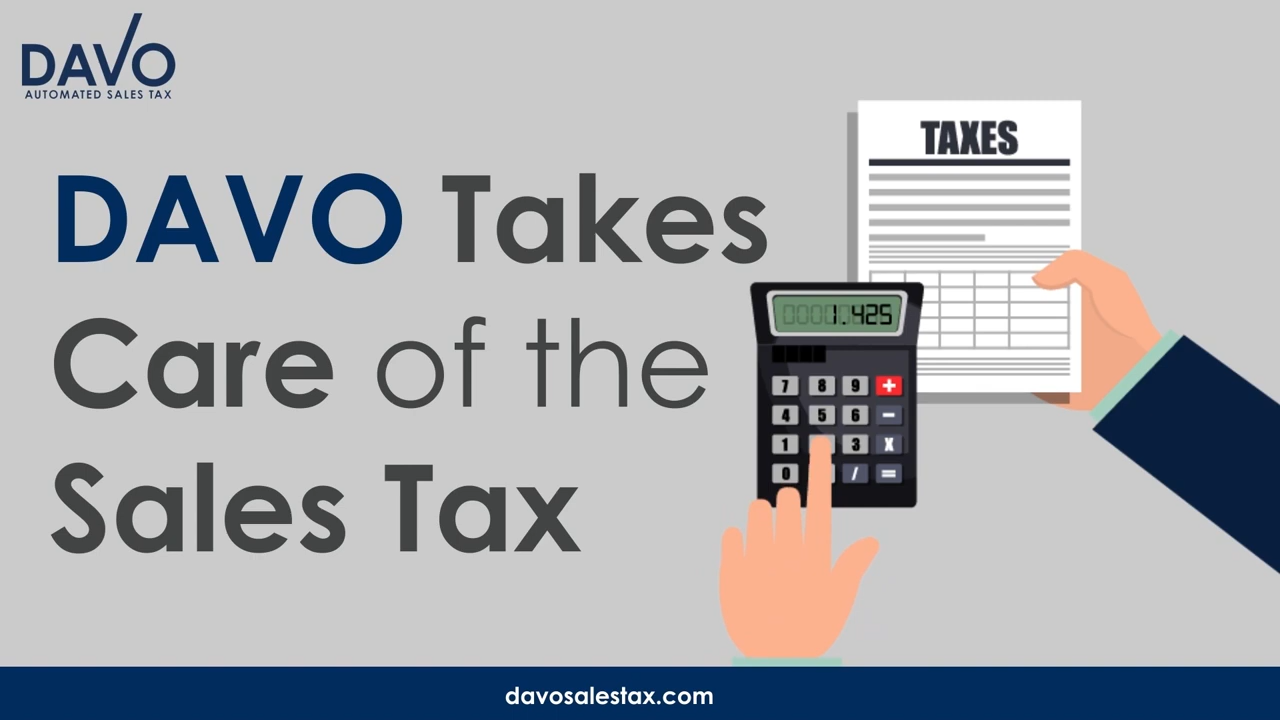 DAVO
AUTOMATED SALES TAX
DAVO Takes
Care of the
Sales Tax
TAXES
00001.425
7 8 9 +
4 5 6 -
1 3 X
0 / =
davosalestax.com